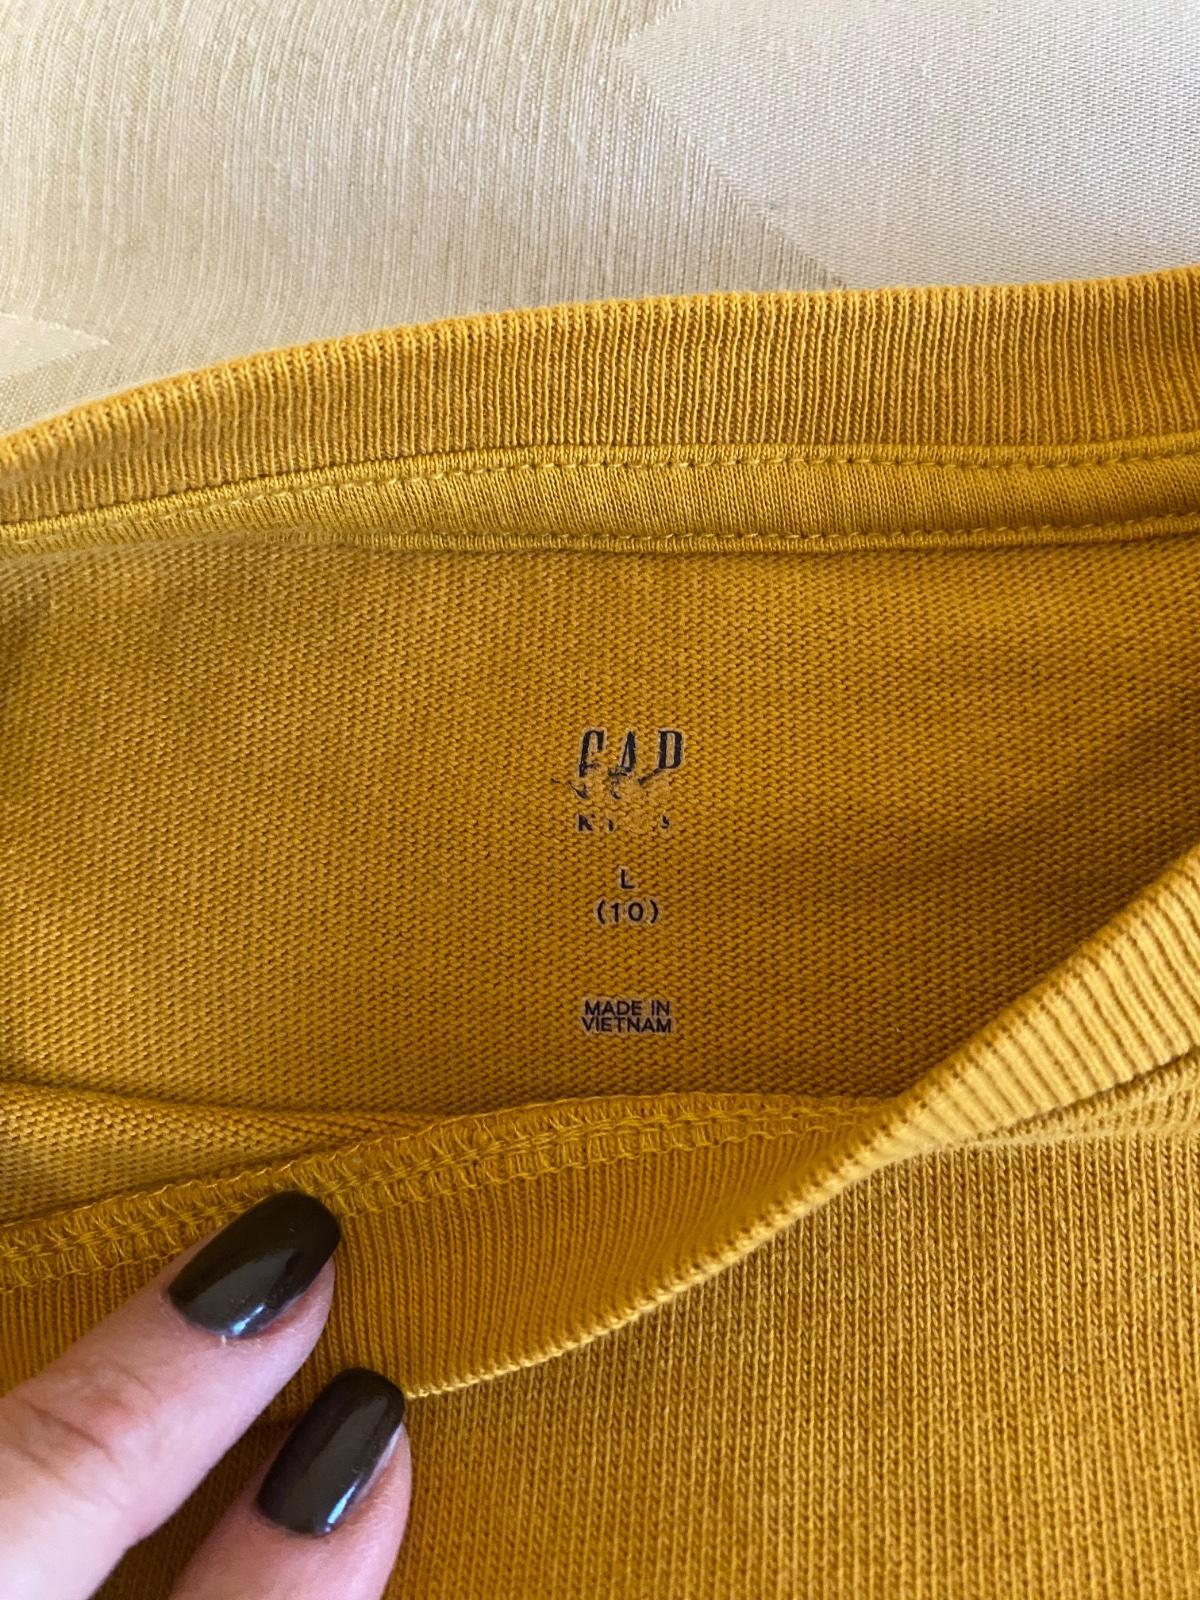 GAP
L
(10)
MADE IN
VIETNAM